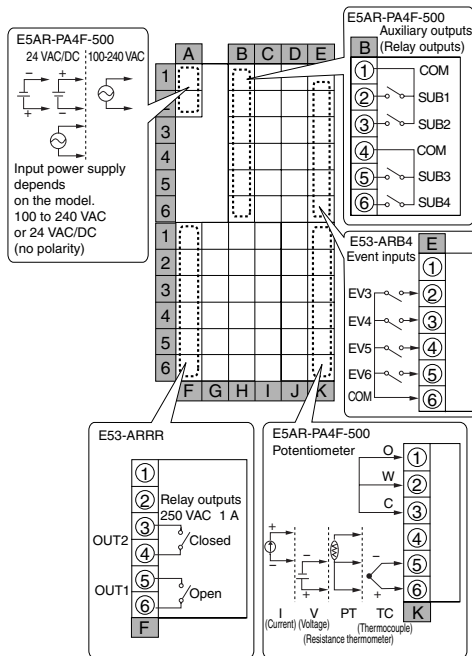 E5AR-PA4F-500
24 VAC/DC 100-240 VAC
Input power supply
depends
on the model.
100 to 240 VAC
or 24 VAC/DC
(no polarity)
A B C D E
1
2
3
4
5
6
1
2
3
4
5
6
F G H I J K
E5AR-PA4F-500
Auxiliary outputs
(Relay outputs)
B
1 COM
2 SUB1
3 SUB2
4 COM
5 SUB3
6 SUB4
E53-ARB4
Event inputs
E
1
EV3 2
EV4 3
EV5 4
EV6 5
COM 6
E53-ARRR
Relay outputs
250 VAC 1 A
1
2
OUT2 3
4 Closed
OUT1 5
6 Open
F
E5AR-PA4F-500
Potentiometer
O 1
W 2
C 3
4
5
6
K
I V PT TC
(Current) (Voltage) (Thermocouple)
(Resistance thermometer)